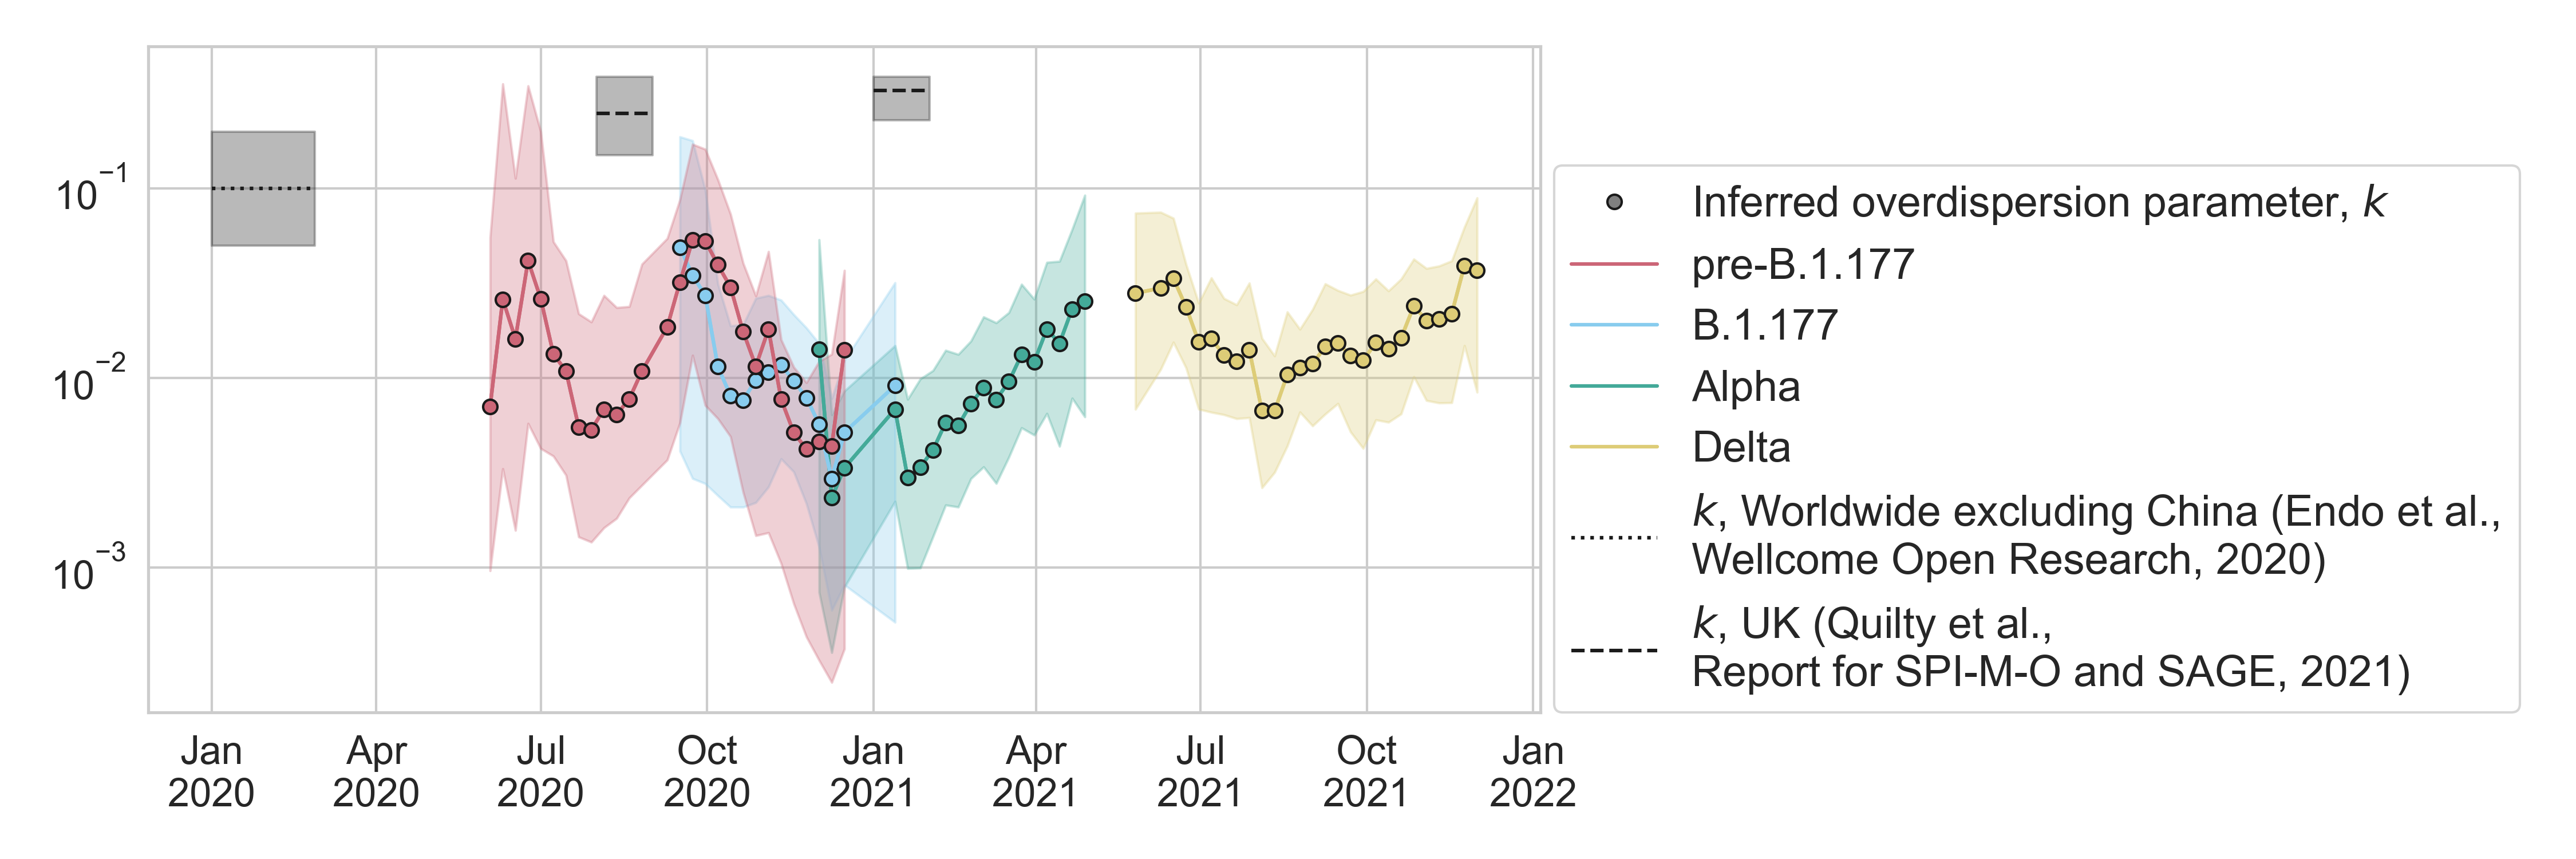 10⁻¹
10⁻²
10⁻³
Jan
2020
Apr
2020
Jul
2020
Oct
2020
Jan
2021
Apr
2021
Jul
2021
Oct
2021
Jan
2022
Inferred overdispersion parameter, k
pre-B.1.177
B.1.177
Alpha
Delta
k, Worldwide excluding China (Endo et al.,
Wellcome Open Research, 2020)
k, UK (Quilty et al.,
Report for SPI-M-O and SAGE, 2021)